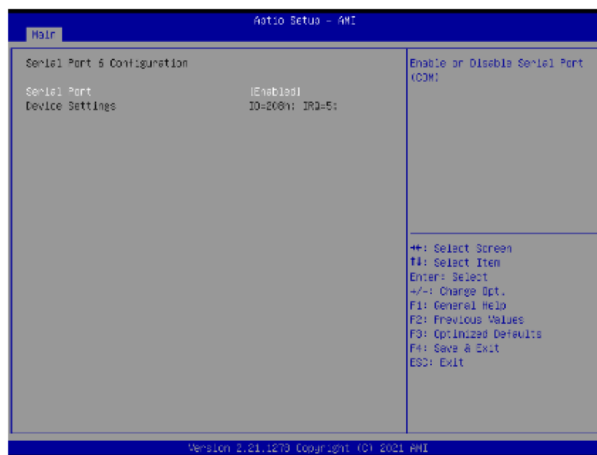 Aptio Setup - AMI
Main
Serial Port 6 Configuration
Serial Port [Enabled]
Device Settings IO=208h; IRQ=5;
Enable or Disable Serial Port
(COM)
→←: Select Screen
↑↓: Select Item
Enter: Select
+/-: Change Opt.
F1: General Help
F2: Previous Values
F3: Optimized Defaults
F4: Save & Exit
ESC: Exit
Version 2.21.1278 Copyright (C) 2021 AMI